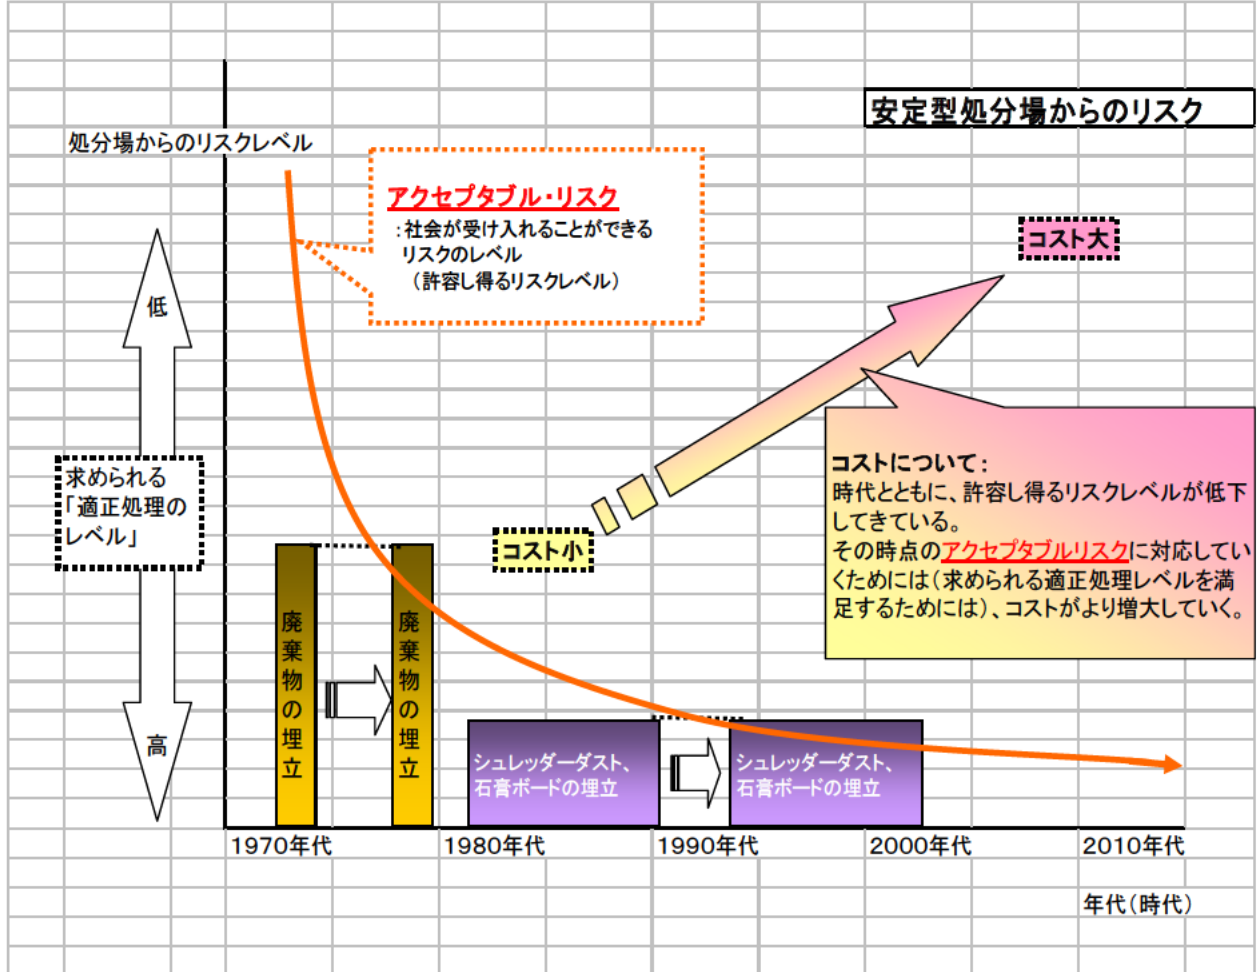 安定型処分場からのリスク
処分場からのリスクレベル
アクセプタブル・リスク
：社会が受け入れることができる
リスクのレベル
（許容し得るリスクレベル）
コスト大
低
求められる
「適正処理の
レベル」
高
コスト小
コストについて：
時代とともに、許容し得るリスクレベルが低下
してきている。
その時点のアクセプタブルリスクに対応してい
くためには（求められる適正処理レベルを満
足するためには）、コストがより増大していく。
廃棄物の埋立
廃棄物の埋立
シュレッダーダスト、
石膏ボードの埋立
シュレッダーダスト、
石膏ボードの埋立
1970年代
1980年代
1990年代
2000年代
2010年代
年代（時代）